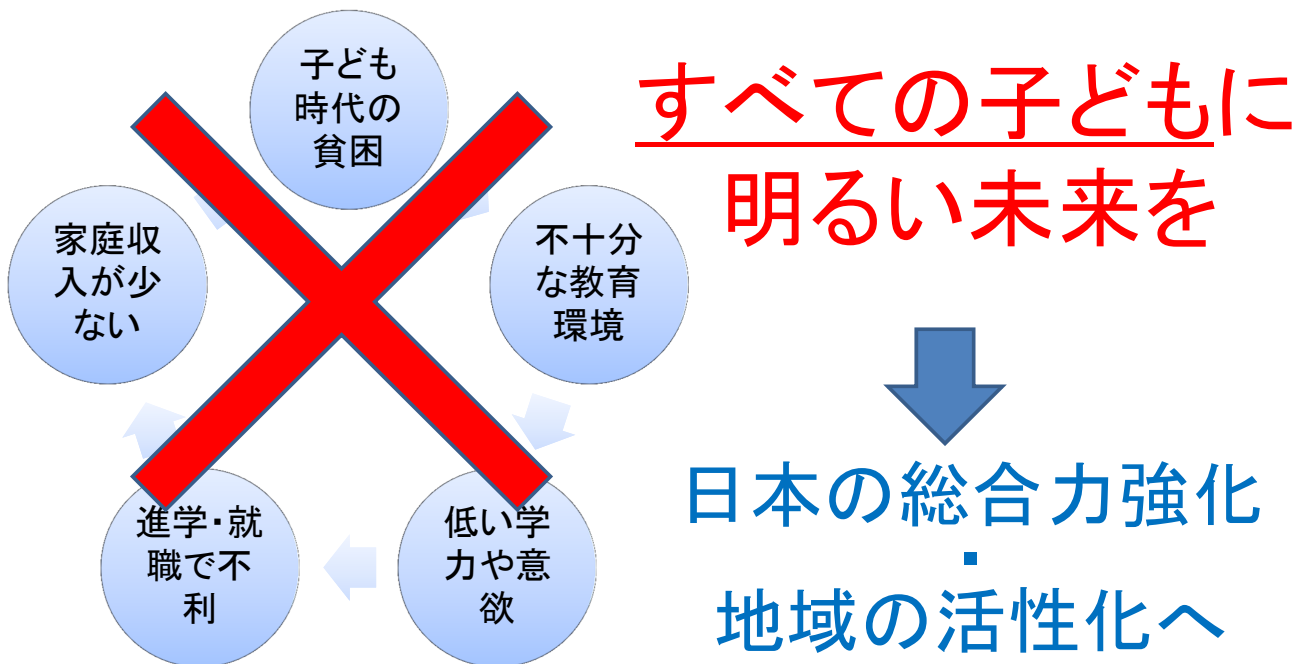 子ども
時代の
貧困
不十分
な教育
環境
低い学
力や意
欲
進学・就
職で不
利
家庭収
入が少
ない
すべての子どもに
明るい未来を
日本の総合力強化
・
地域の活性化へ